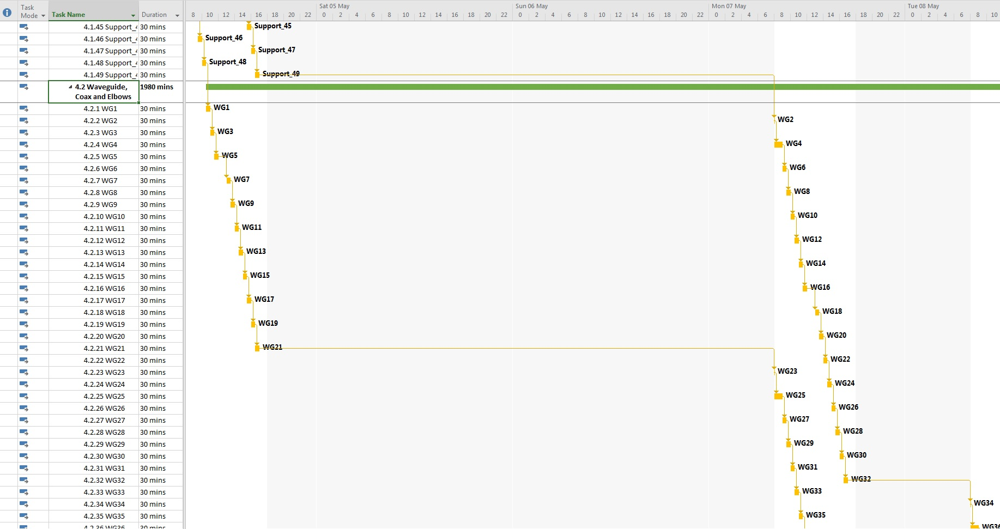 Sat 05 May Sun 06 May Mon 07 May Tue 08 May
Task Mode Task Name Duration 8 10 12 14 16 18 20 22 0 2 4 6 8 10 12 14 16 18 20 22 0 2 4 6 8 10 12 14 16 18 20 22 0 2 4 6 8 10 12 14 16 18 20 22 0 2 4 6 8 10
4.1.45 Support_4 30 mins Support_45
4.1.46 Support_4 30 mins Support_46
4.1.47 Support_4 30 mins Support_47
4.1.48 Support_4 30 mins Support_48
4.1.49 Support_4 30 mins Support_49
4.2 Waveguide, 1980 mins
Coax and Elbows
4.2.1 WG1 30 mins WG1
4.2.2 WG2 30 mins WG2
4.2.3 WG3 30 mins WG3
4.2.4 WG4 30 mins WG4
4.2.5 WG5 30 mins WG5
4.2.6 WG6 30 mins WG6
4.2.7 WG7 30 mins WG7
4.2.8 WG8 30 mins WG8
4.2.9 WG9 30 mins WG9
4.2.10 WG10 30 mins WG10
4.2.11 WG11 30 mins WG11
4.2.12 WG12 30 mins WG12
4.2.13 WG13 30 mins WG13
4.2.14 WG14 30 mins WG14
4.2.15 WG15 30 mins WG15
4.2.16 WG16 30 mins WG16
4.2.17 WG17 30 mins WG17
4.2.18 WG18 30 mins WG18
4.2.19 WG19 30 mins WG19
4.2.20 WG20 30 mins WG20
4.2.21 WG21 30 mins WG21
4.2.22 WG22 30 mins WG22
4.2.23 WG23 30 mins WG23
4.2.24 WG24 30 mins WG24
4.2.25 WG25 30 mins WG25
4.2.26 WG26 30 mins WG26
4.2.27 WG27 30 mins WG27
4.2.28 WG28 30 mins WG28
4.2.29 WG29 30 mins WG29
4.2.30 WG30 30 mins WG30
4.2.31 WG31 30 mins WG31
4.2.32 WG32 30 mins WG32
4.2.33 WG33 30 mins WG33
4.2.34 WG34 30 mins WG34
4.2.35 WG35 30 mins WG35
4.2.36 WG36 30 mins WG36